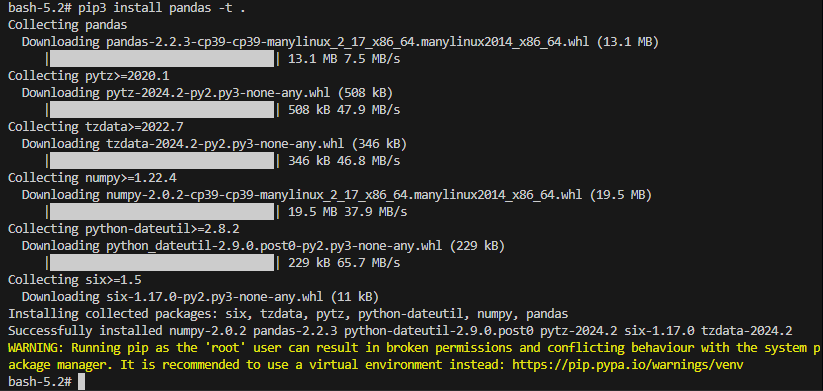 bash-5.2# pip3 install pandas -t .
Collecting pandas
Downloading pandas-2.2.3-cp39-cp39-manylinux_2_17_x86_64.manylinux2014_x86_64.whl (13.1 MB)
| | 13.1 MB 7.5 MB/s
Collecting pytz>=2020.1
Downloading pytz-2024.2-py2.py3-none-any.whl (508 kB)
| | 508 kB 47.9 MB/s
Collecting tzdata>=2022.7
Downloading tzdata-2024.2-py2.py3-none-any.whl (346 kB)
| | 346 kB 46.8 MB/s
Collecting numpy>=1.22.4
Downloading numpy-2.0.2-cp39-cp39-manylinux_2_17_x86_64.manylinux2014_x86_64.whl (19.5 MB)
| | 19.5 MB 37.9 MB/s
Collecting python-dateutil>=2.8.2
Downloading python_dateutil-2.9.0.post0-py2.py3-none-any.whl (229 kB)
| | 229 kB 65.7 MB/s
Collecting six>=1.5
Downloading six-1.17.0-py2.py3-none-any.whl (11 kB)
Installing collected packages: six, tzdata, pytz, python-dateutil, numpy, pandas
Successfully installed numpy-2.0.2 pandas-2.2.3 python-dateutil-2.9.0.post0 pytz-2024.2 six-1.17.0 tzdata-2024.2
WARNING: Running pip as the 'root' user can result in broken permissions and conflicting behaviour with the system p
ackage manager. It is recommended to use a virtual environment instead: https://pip.pypa.io/warnings/venv
bash-5.2#